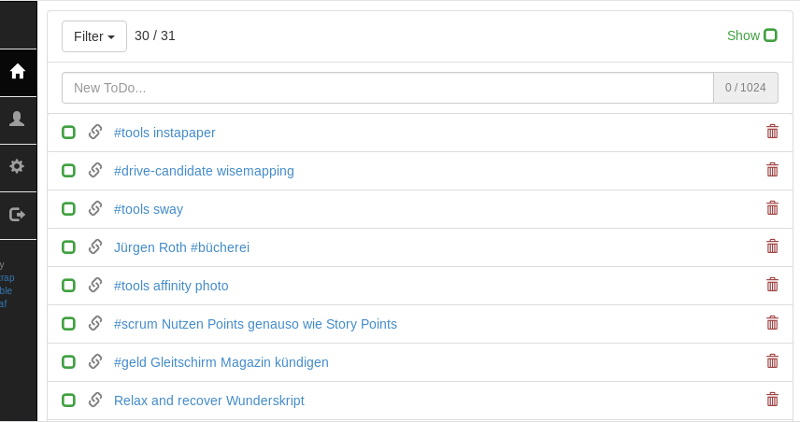 Filter
30 / 31
Show
New ToDo...
0 / 1024
#tools instapaper
#drive-candidate wisemapping
#tools sway
Jürgen Roth #bücherei
#tools affinity photo
#scrum Nutzen Points genauso wie Story Points
#geld Gleitschirm Magazin kündigen
Relax and recover Wunderskript
y
trap
ble
af